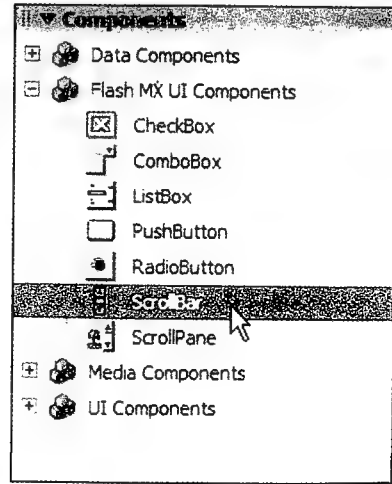 Components
Data Components
Flash MX UI Components
CheckBox
ComboBox
ListBox
PushButton
RadioButton
ScrollBar
ScrollPane
Media Components
UI Components